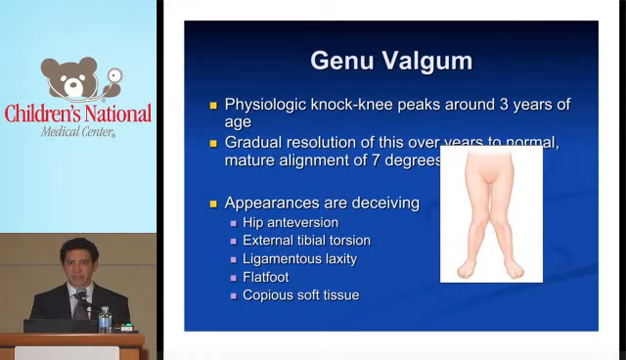 Children's National
Medical Center®
Genu Valgum
Physiologic knock-knee peaks around 3 years of
age
Gradual resolution of this over years to normal,
mature alignment of 7 degrees
Appearances are deceiving
Hip anteversion
External tibial torsion
Ligamentous laxity
Flatfoot
Copious soft tissue